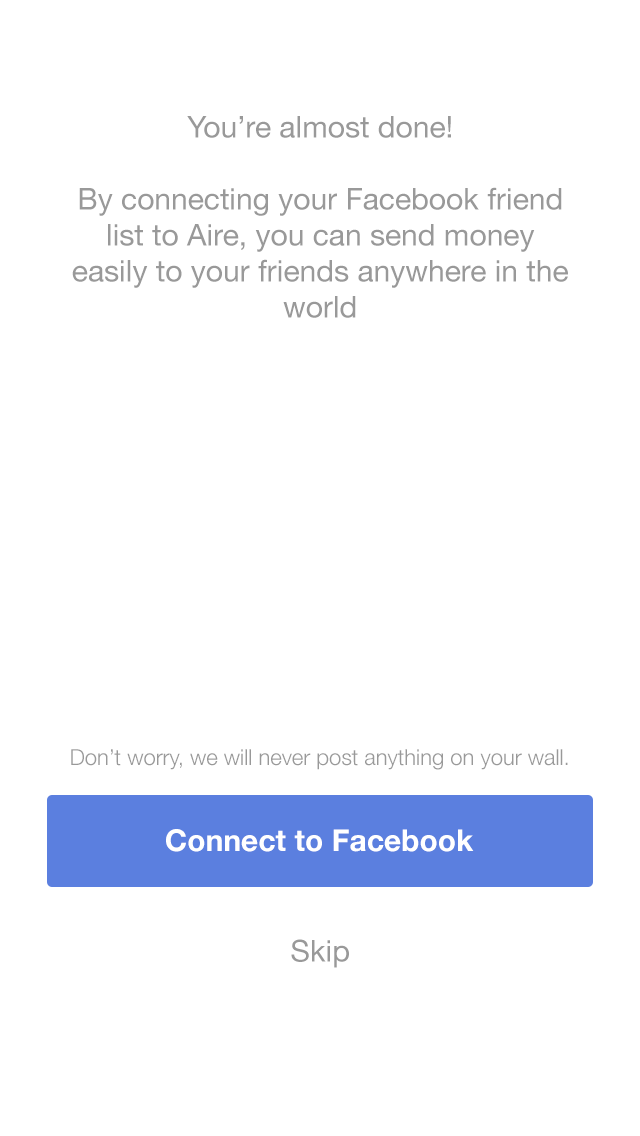 You’re almost done!
By connecting your Facebook friend
list to Aire, you can send money
easily to your friends anywhere in the
world
Don’t worry, we will never post anything on your wall.
Connect to Facebook
Skip